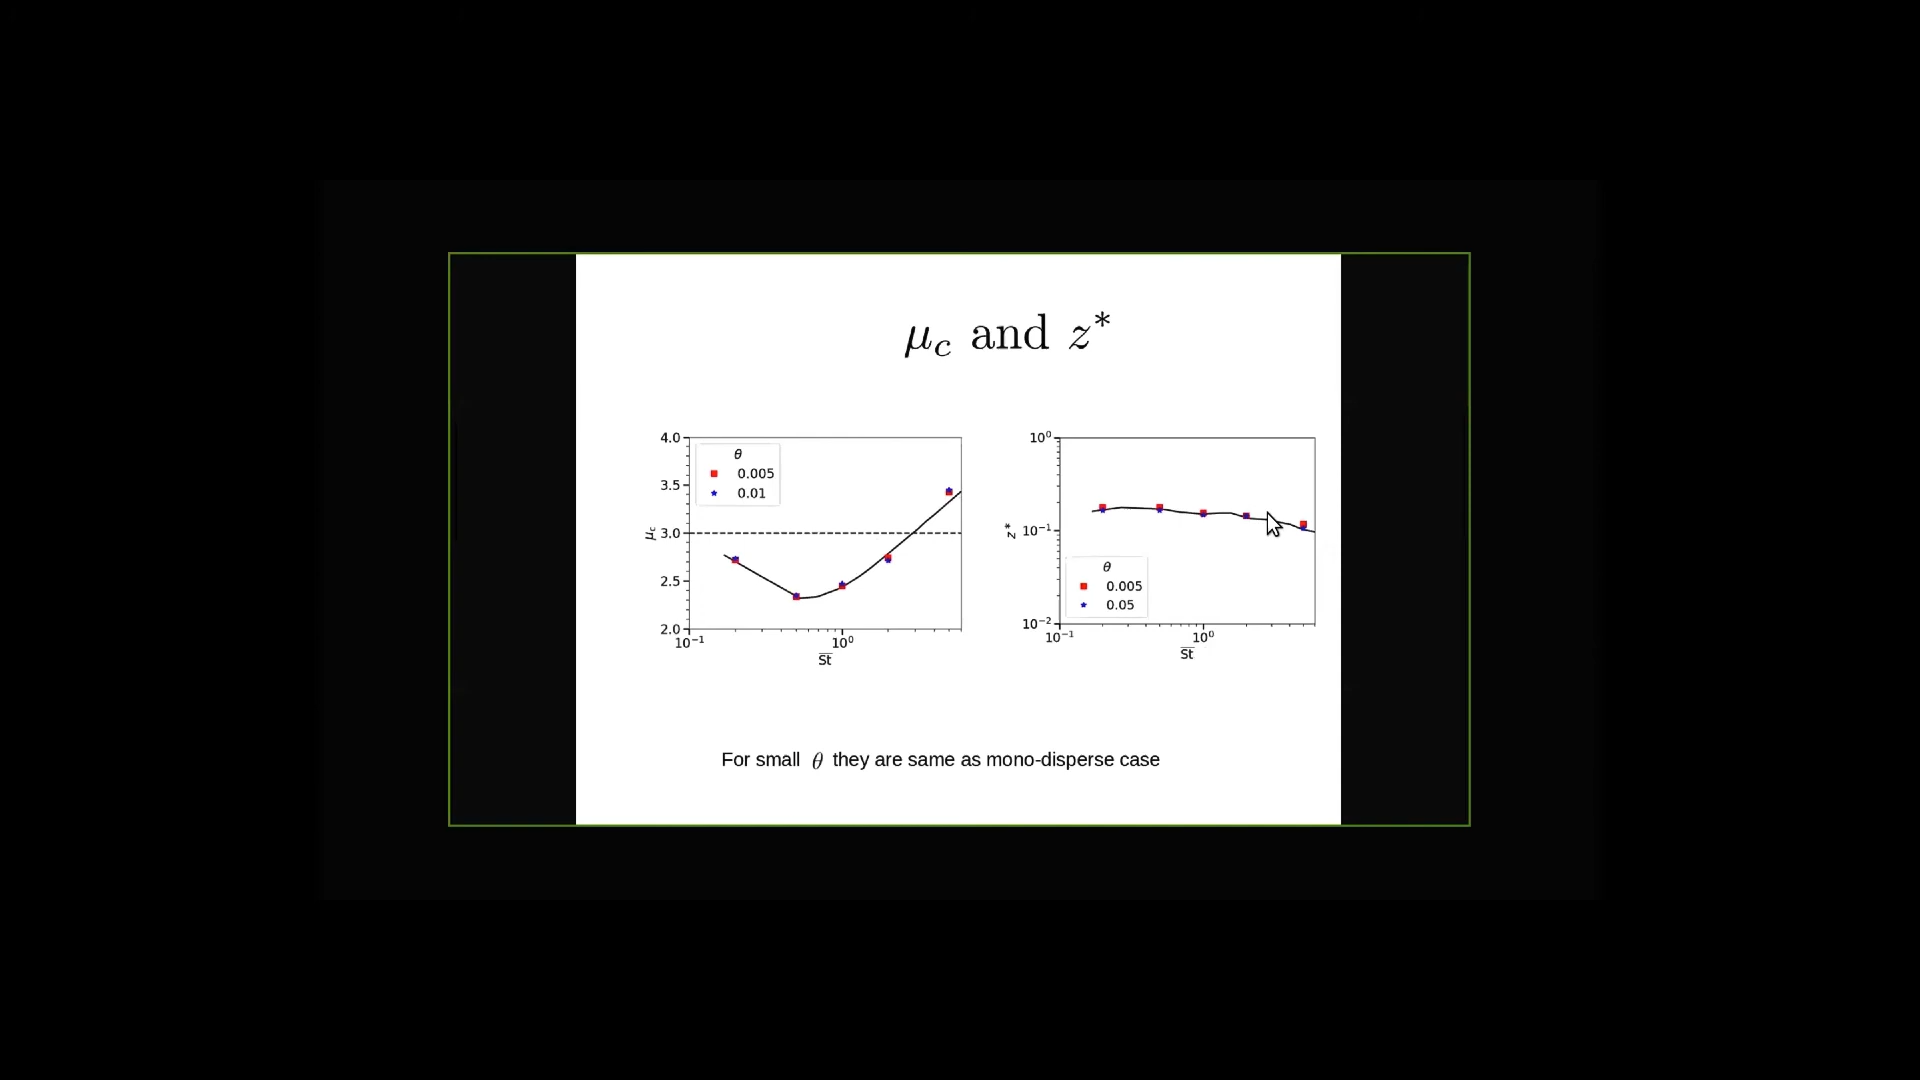 μc and z*
4.0
3.5
3.0
2.5
2.0
μc
θ
0.005
0.01
10⁻¹
10⁰
St̅
10⁰
10⁻¹
10⁻²
z*
θ
0.005
0.05
10⁻¹
10⁰
St̅
For small θ they are same as mono-disperse case